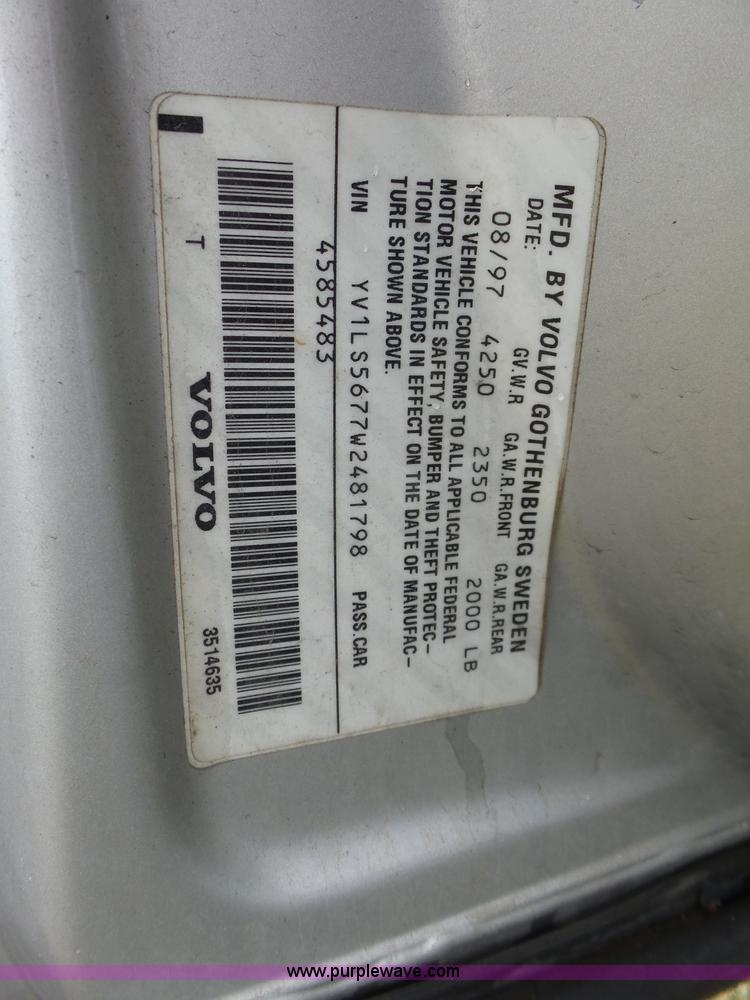 MFD. BY VOLVO GOTHENBURG SWEDEN
DATE: GV.W.R GA.W.R.FRONT GA.W.R.REAR
08/97 4250 2350 2000 LB
THIS VEHICLE CONFORMS TO ALL APPLICABLE FEDERAL
MOTOR VEHICLE SAFETY, BUMPER AND THEFT PROTEC-
TION STANDARDS IN EFFECT ON THE DATE OF MANUFAC-
TURE SHOWN ABOVE.
VIN YV1LS5677W2481798 PASS.CAR
4585483
T VOLVO 3514635
www.purplewave.com